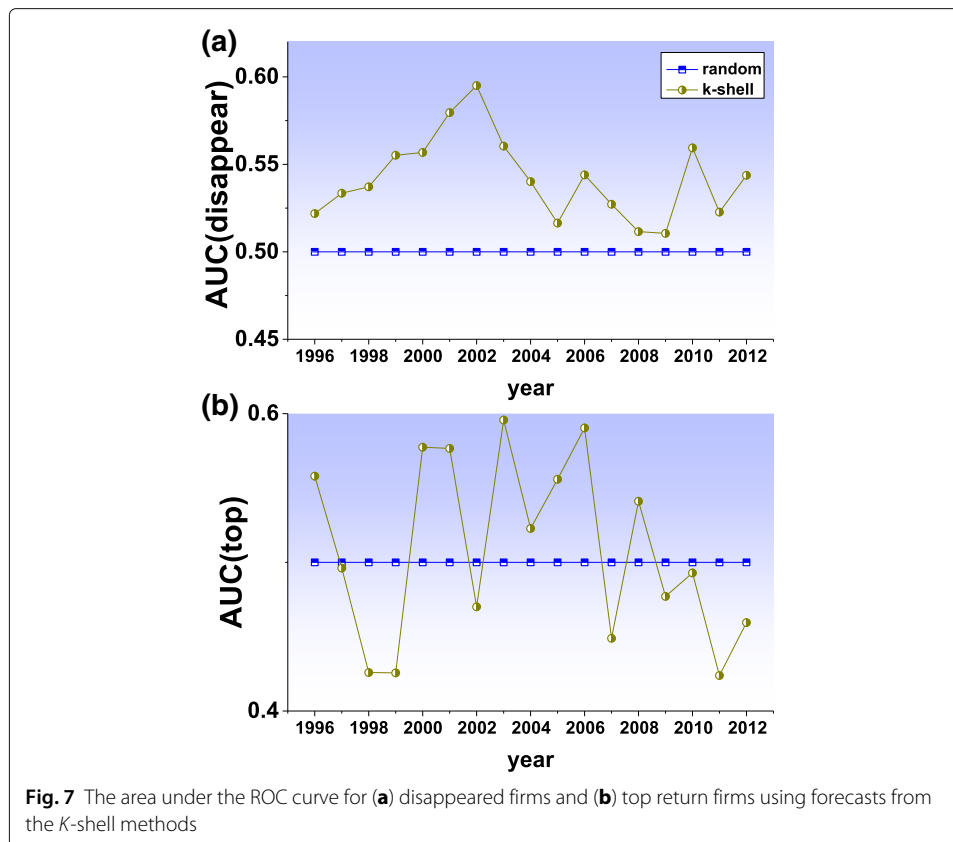 (a)
random
k-shell
0.60
0.55
0.50
0.45
AUC(disappear)
1996 1998 2000 2002 2004 2006 2008 2010 2012
year
(b)
0.6
0.4
AUC(top)
1996 1998 2000 2002 2004 2006 2008 2010 2012
year
Fig. 7 The area under the ROC curve for (a) disappeared firms and (b) top return firms using forecasts from
the K-shell methods